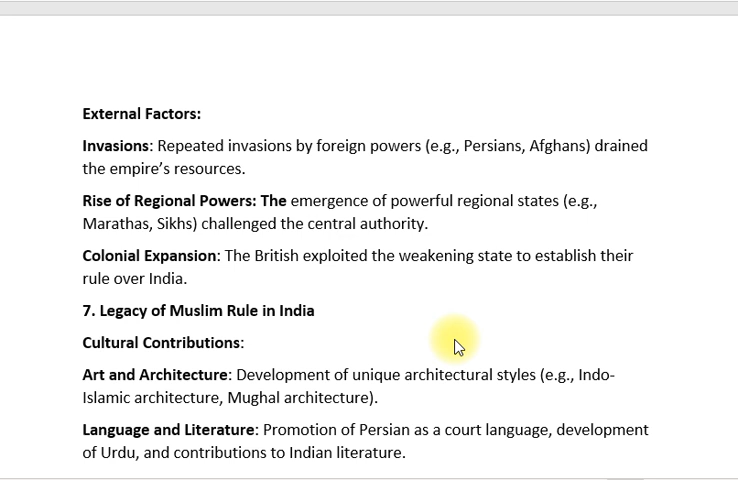 External Factors:
Invasions: Repeated invasions by foreign powers (e.g., Persians, Afghans) drained
the empire’s resources.
Rise of Regional Powers: The emergence of powerful regional states (e.g.,
Marathas, Sikhs) challenged the central authority.
Colonial Expansion: The British exploited the weakening state to establish their
rule over India.
7. Legacy of Muslim Rule in India
Cultural Contributions:
Art and Architecture: Development of unique architectural styles (e.g., Indo-
Islamic architecture, Mughal architecture).
Language and Literature: Promotion of Persian as a court language, development
of Urdu, and contributions to Indian literature.